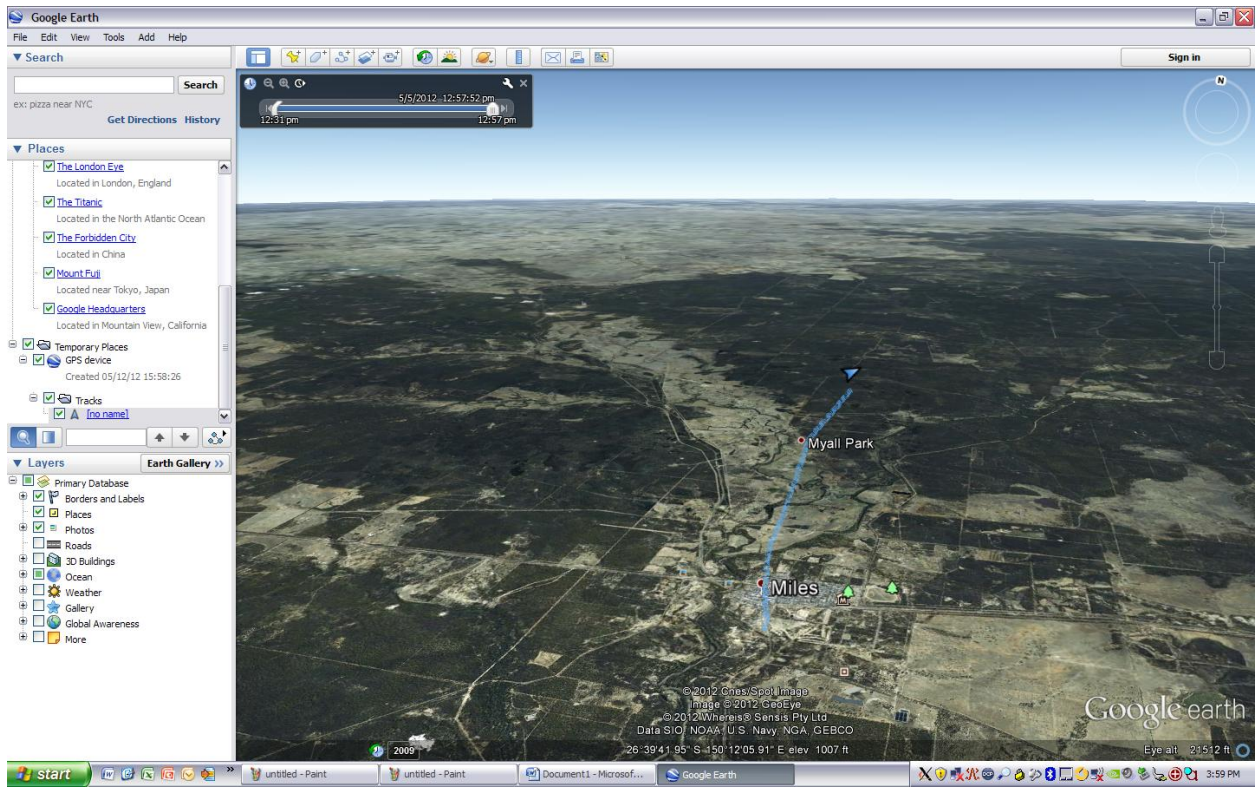 Google Earth
File Edit View Tools Add Help
Search
Sign in
Search
ex: pizza near NYC
Get Directions History
5/5/2012 12:57:52 pm
12:31 pm 12:57 pm
N
Places
The London Eye
Located in London, England
The Titanic
Located in the North Atlantic Ocean
The Forbidden City
Located in China
Mount Fuji
Located near Tokyo, Japan
Google Headquarters
Located in Mountain View, California
Temporary Places
GPS device
Created 05/12/12 15:58:26
Tracks
[no name]
Layers
Earth Gallery >>
Primary Database
Borders and Labels
Places
Photos
Roads
3D Buildings
Ocean
Weather
Gallery
Global Awareness
More
Myall Park
Miles
M
© 2012 Cnes/Spot Image
Image © 2012 GeoEye
© 2012 Whereis® Sensis Pty Ltd
Data SIO, NOAA, U.S. Navy, NGA, GEBCO
Google earth
2009
26°39'41.95" S 150°12'05.91" E elev 1007 ft
Eye alt 21512 ft
start
untitled - Paint
untitled - Paint
Document1 - Microsof...
Google Earth
3:59 PM